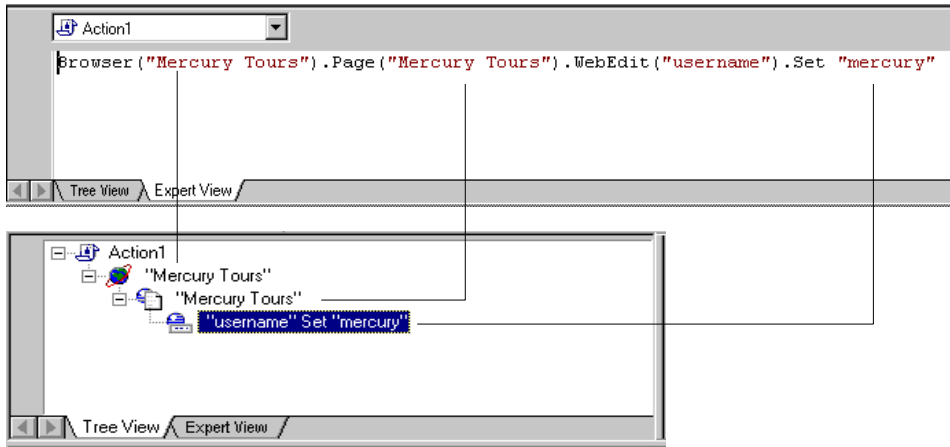 Action1
Browser("Mercury Tours").Page("Mercury Tours").WebEdit("username").Set "mercury"
Tree View Expert View
Action1
"Mercury Tours"
"Mercury Tours"
"username" Set "mercury"
Tree View Expert View